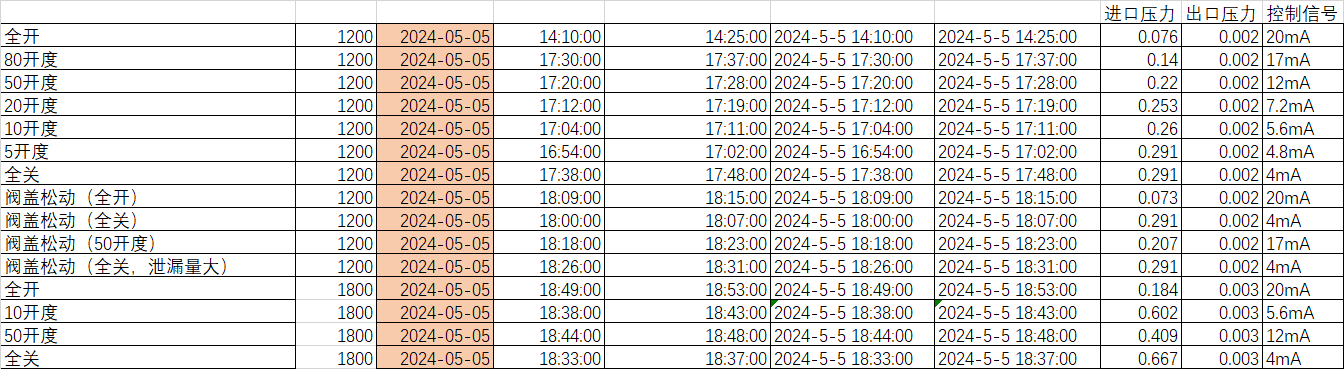 进口压力 出口压力 控制信号
全开 1200 2024-05-05 14:10:00 14:25:00 2024-5-5 14:10:00 2024-5-5 14:25:00 0.076 0.002 20mA
80开度 1200 2024-05-05 17:30:00 17:37:00 2024-5-5 17:30:00 2024-5-5 17:37:00 0.14 0.002 17mA
50开度 1200 2024-05-05 17:20:00 17:28:00 2024-5-5 17:20:00 2024-5-5 17:28:00 0.22 0.002 12mA
20开度 1200 2024-05-05 17:12:00 17:19:00 2024-5-5 17:12:00 2024-5-5 17:19:00 0.253 0.002 7.2mA
10开度 1200 2024-05-05 17:04:00 17:11:00 2024-5-5 17:04:00 2024-5-5 17:11:00 0.26 0.002 5.6mA
5开度 1200 2024-05-05 16:54:00 17:02:00 2024-5-5 16:54:00 2024-5-5 17:02:00 0.291 0.002 4.8mA
全关 1200 2024-05-05 17:38:00 17:48:00 2024-5-5 17:38:00 2024-5-5 17:48:00 0.291 0.002 4mA
阀盖松动（全开） 1200 2024-05-05 18:09:00 18:15:00 2024-5-5 18:09:00 2024-5-5 18:15:00 0.073 0.002 20mA
阀盖松动（全关） 1200 2024-05-05 18:00:00 18:07:00 2024-5-5 18:00:00 2024-5-5 18:07:00 0.291 0.002 4mA
阀盖松动（50开度） 1200 2024-05-05 18:18:00 18:23:00 2024-5-5 18:18:00 2024-5-5 18:23:00 0.207 0.002 17mA
阀盖松动（全关，泄漏量大） 1200 2024-05-05 18:26:00 18:31:00 2024-5-5 18:26:00 2024-5-5 18:31:00 0.291 0.002 4mA
全开 1800 2024-05-05 18:49:00 18:53:00 2024-5-5 18:49:00 2024-5-5 18:53:00 0.184 0.003 20mA
10开度 1800 2024-05-05 18:38:00 18:43:00 2024-5-5 18:38:00 2024-5-5 18:43:00 0.602 0.003 5.6mA
50开度 1800 2024-05-05 18:44:00 18:48:00 2024-5-5 18:44:00 2024-5-5 18:48:00 0.409 0.003 12mA
全关 1800 2024-05-05 18:33:00 18:37:00 2024-5-5 18:33:00 2024-5-5 18:37:00 0.667 0.003 4mA